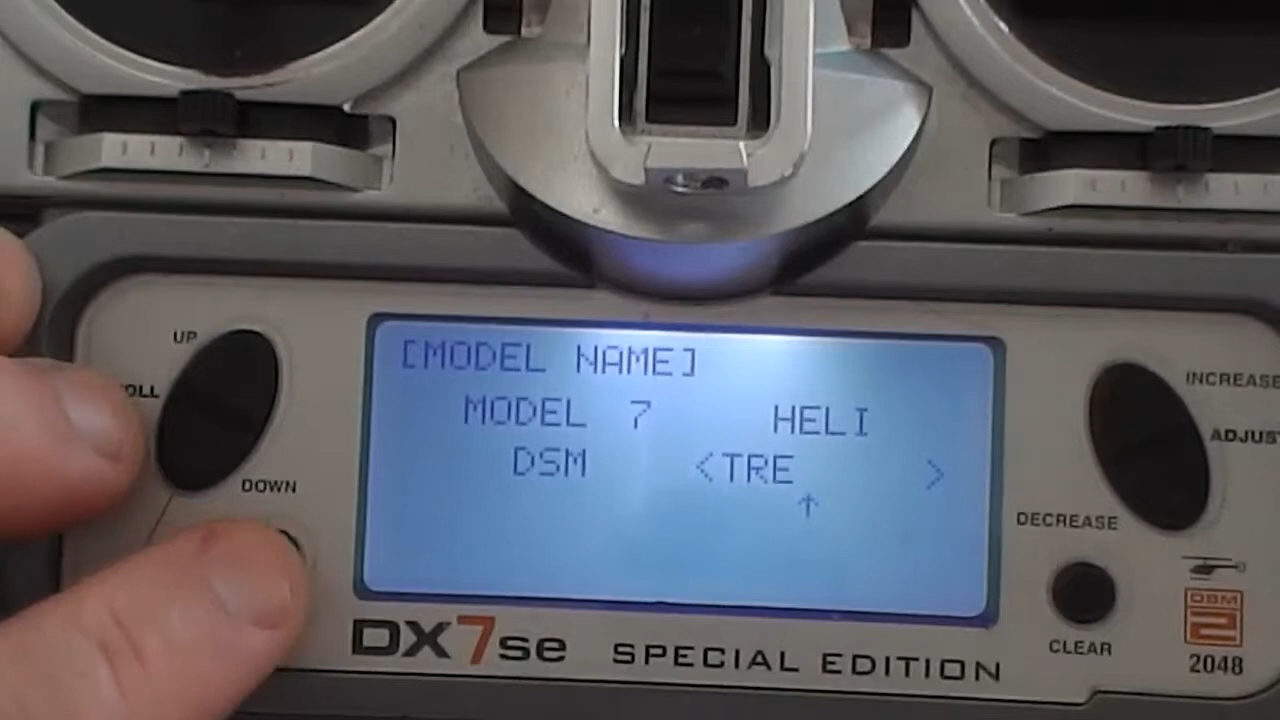 UP
OLL
DOWN
[MODEL NAME]
MODEL 7 HELI
DSM <TRE >
↑
INCREASE
ADJUST
DECREASE
CLEAR
DSM
2
2048
DX7se SPECIAL EDITION